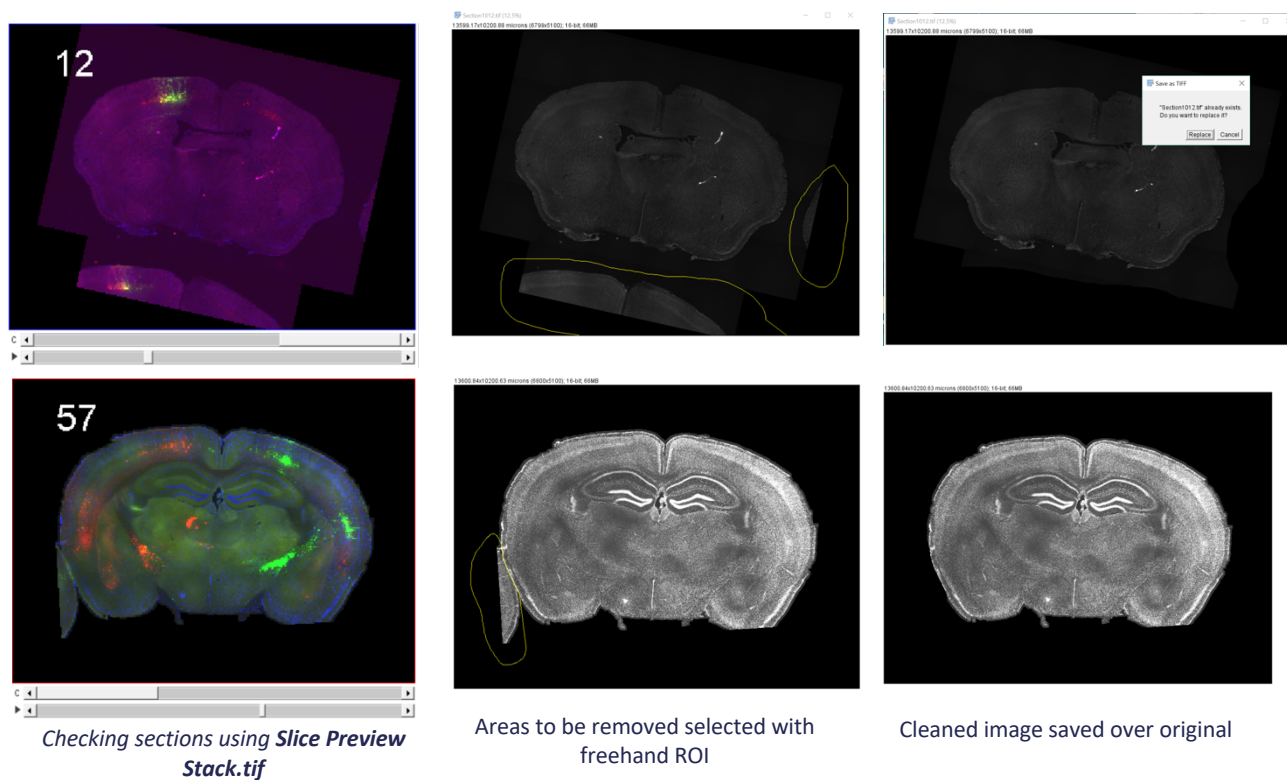 12
Section1012.tif (12.5%)
13599.17x10200.88 microns (6799x5100); 16-bit; 66MB
Section1012.tif (12.5%)
13599.17x10200.88 microns (6799x5100); 16-bit; 66MB
Save as TIFF
"Section1012.tif" already exists.
Do you want to replace it?
Replace
Cancel
C
57
13600.84x10200.63 microns (6800x5100); 16-bit; 66MB
13600.84x10200.63 microns (6800x5100); 16-bit; 66MB
C
Checking sections using Slice Preview
Stack.tif
Areas to be removed selected with
freehand ROI
Cleaned image saved over original